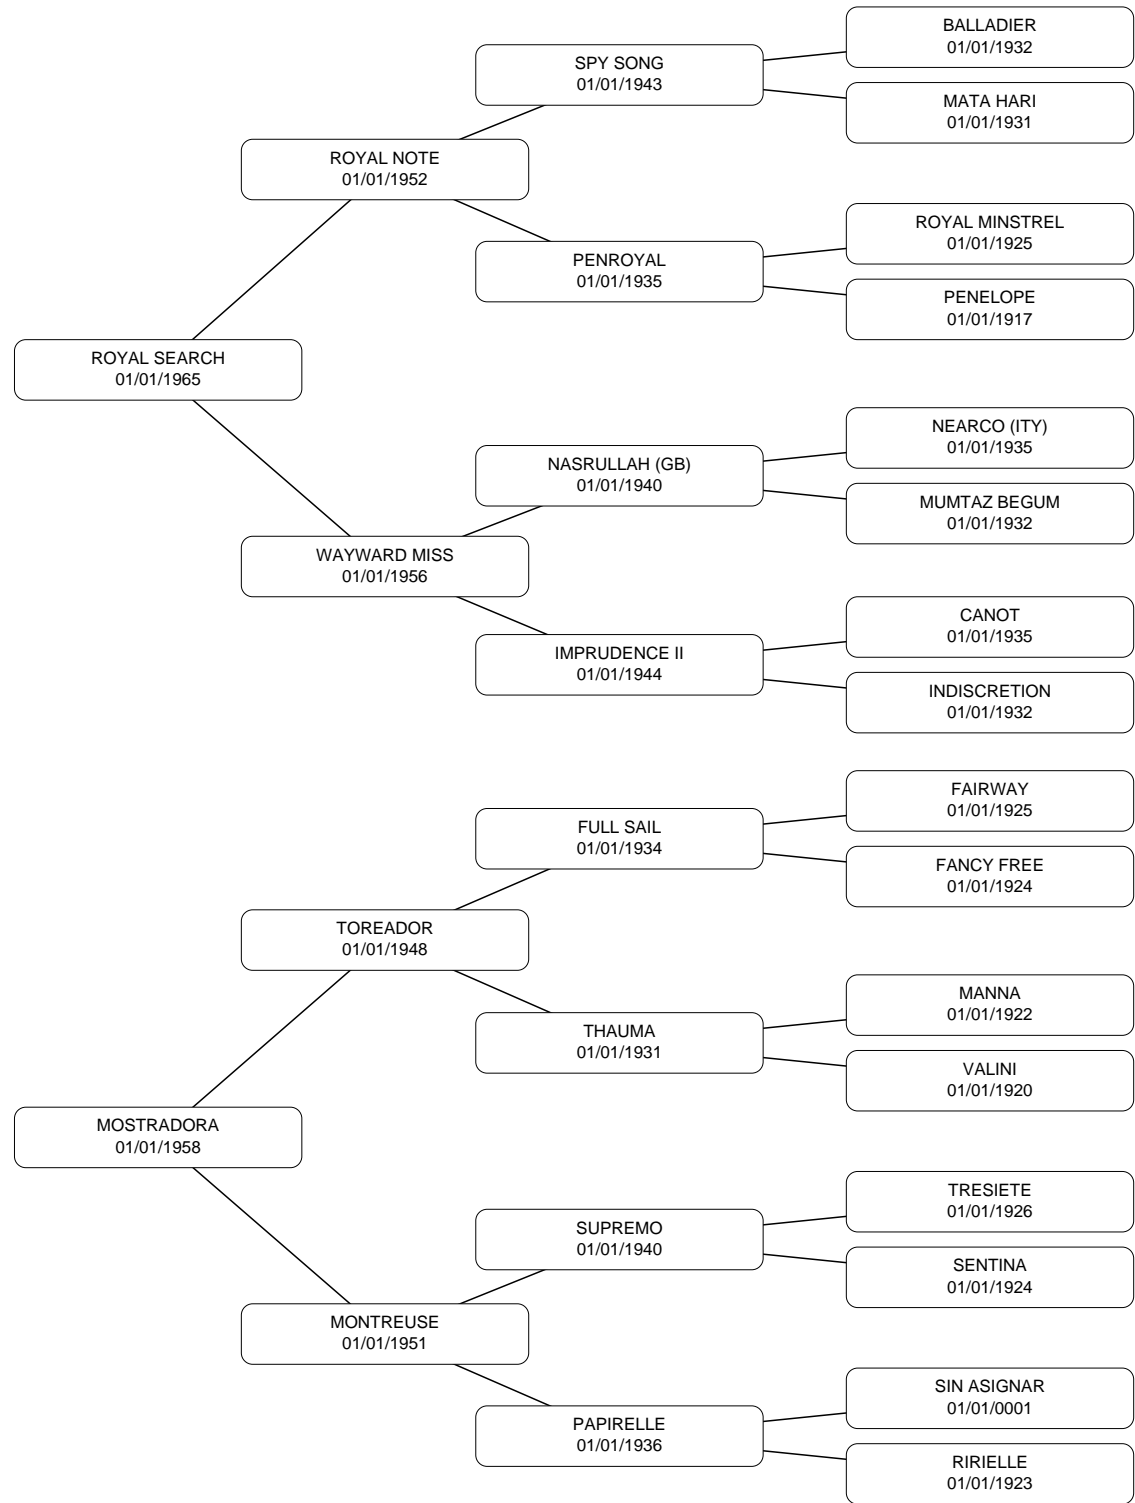 BALLADIER
01/01/1932
SPY SONG
01/01/1943
MATA HARI
01/01/1931
ROYAL NOTE
01/01/1952
ROYAL MINSTREL
01/01/1925
PENROYAL
01/01/1935
PENELOPE
01/01/1917
ROYAL SEARCH
01/01/1965
NEARCO (ITY)
01/01/1935
NASRULLAH (GB)
01/01/1940
MUMTAZ BEGUM
01/01/1932
WAYWARD MISS
01/01/1956
CANOT
01/01/1935
IMPRUDENCE II
01/01/1944
INDISCRETION
01/01/1932
FAIRWAY
01/01/1925
FULL SAIL
01/01/1934
FANCY FREE
01/01/1924
TOREADOR
01/01/1948
MANNA
01/01/1922
THAUMA
01/01/1931
VALINI
01/01/1920
MOSTRADORA
01/01/1958
TRESIETE
01/01/1926
SUPREMO
01/01/1940
SENTINA
01/01/1924
MONTREUSE
01/01/1951
SIN ASIGNAR
01/01/0001
PAPIRELLE
01/01/1936
RIRIELLE
01/01/1923